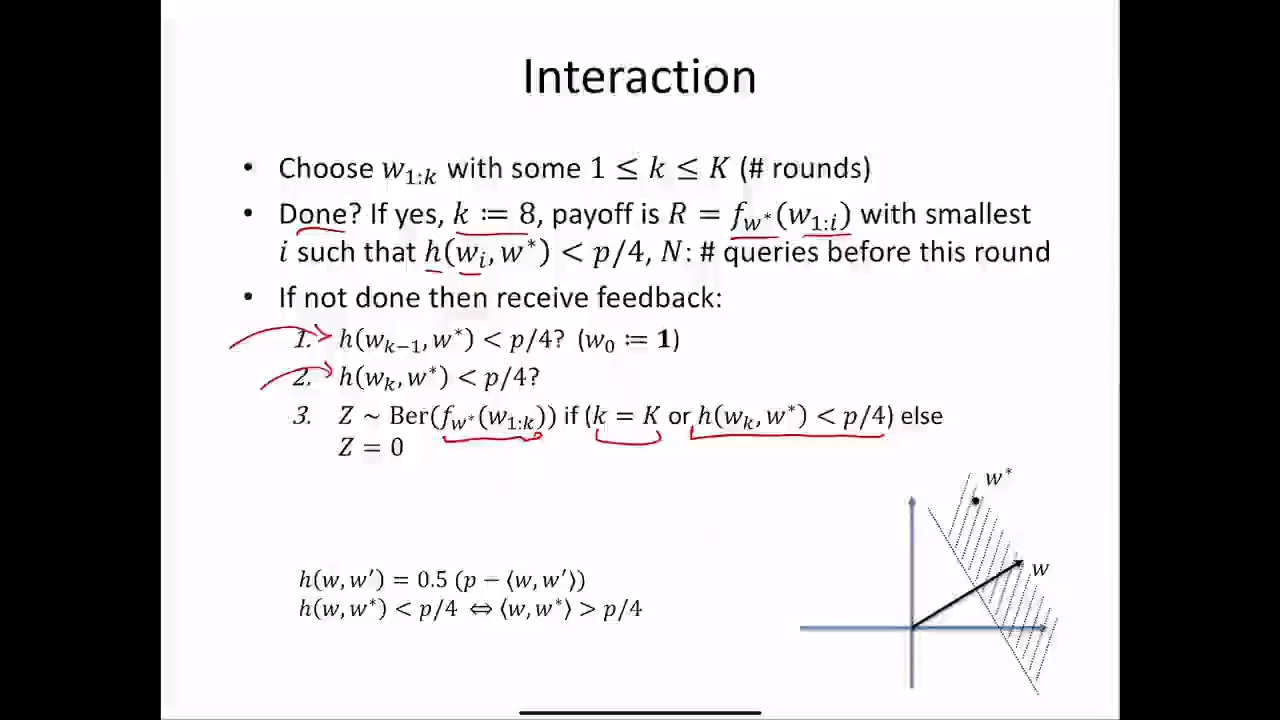 Interaction
• Choose w₁:ₖ with some 1 ≤ k ≤ K (# rounds)
• Done? If yes, k ≔ 8, payoff is R = f_{w*}(w_{1:i}) with smallest
i such that h(w_i, w*) < p/4, N: # queries before this round
• If not done then receive feedback:
1. h(w_{k−1}, w*) < p/4? (w_0 ≔ 1)
2. h(w_k, w*) < p/4?
3. Z ~ Ber(f_{w*}(w_{1:k})) if (k = K or h(w_k, w*) < p/4) else
Z = 0
w*
w
h(w, w′) = 0.5 (p − ⟨w, w′⟩)
h(w, w*) < p/4 ⇔ ⟨w, w*⟩ > p/4